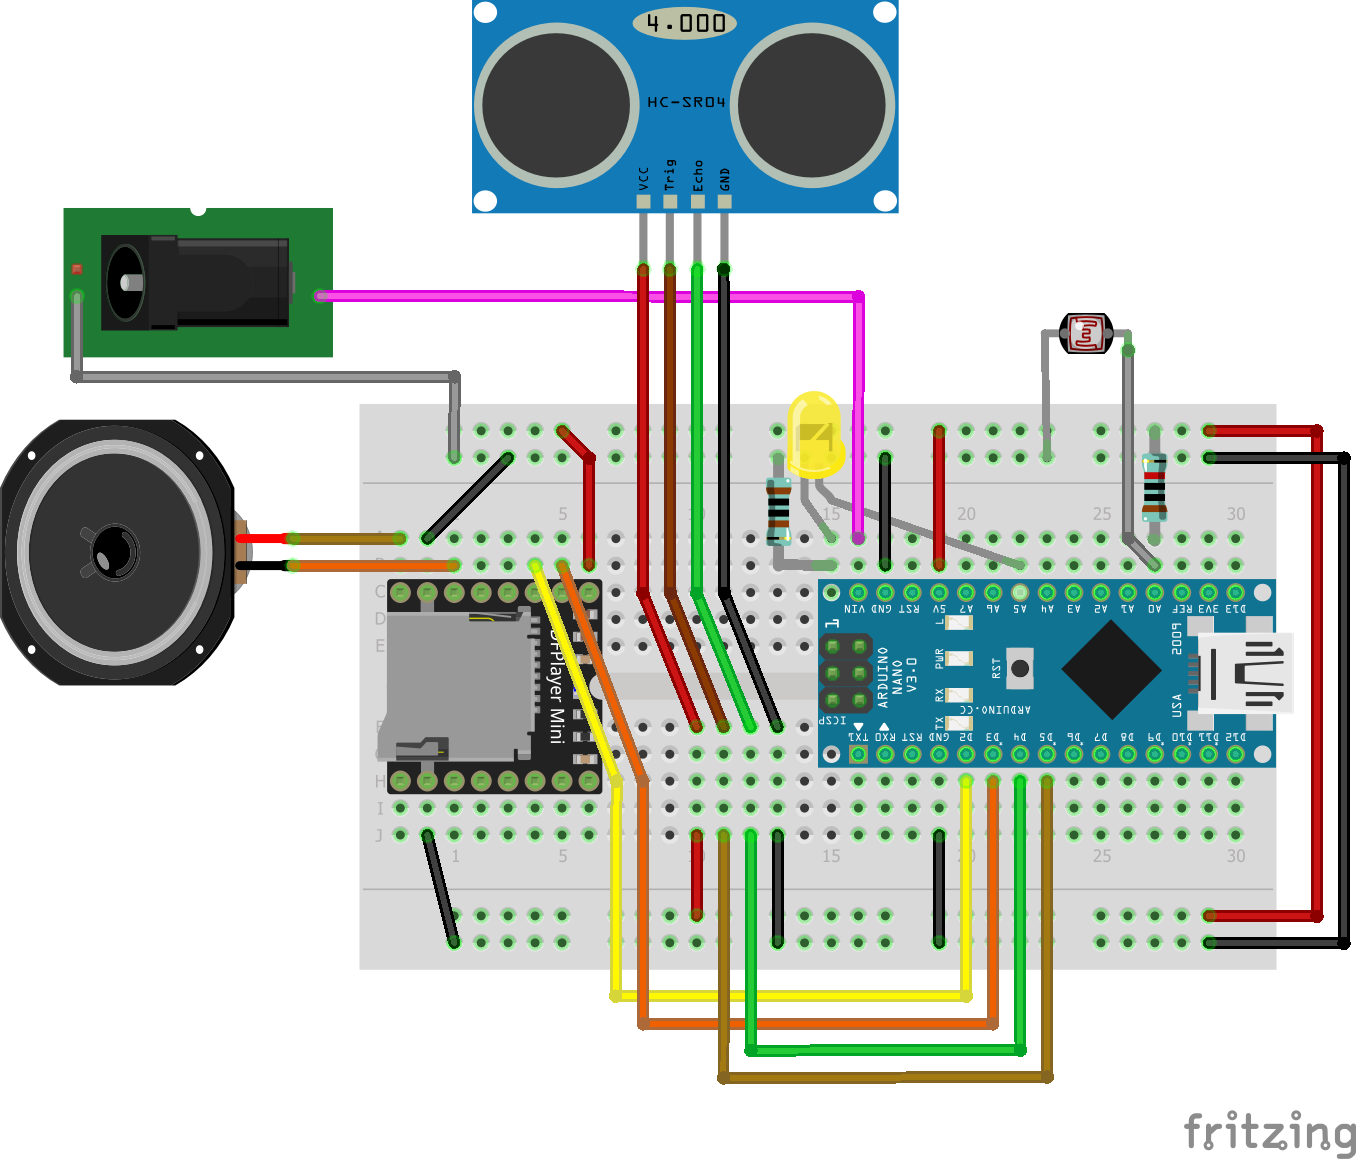 4.000
HC-SR04
VCC
Trig
Echo
GND
5
15
20
25
30
C
D
E
DFPlayer Mini
VIN
GND
RST
5V
A7
A6
A5
A4
A3
A2
A1
A0
REF
3V3
D13
L
PWR
RX
TX
RST
ARDUINO
NANO
V3.0
ICSP
ARDUINO.CC
USA
2009
TX1
RX0
RST
GND
D2
D3
D4
D5
D6
D7
D8
D9
D10
D11
D12
H
I
J
1
5
10
15
20
25
30
fritzing